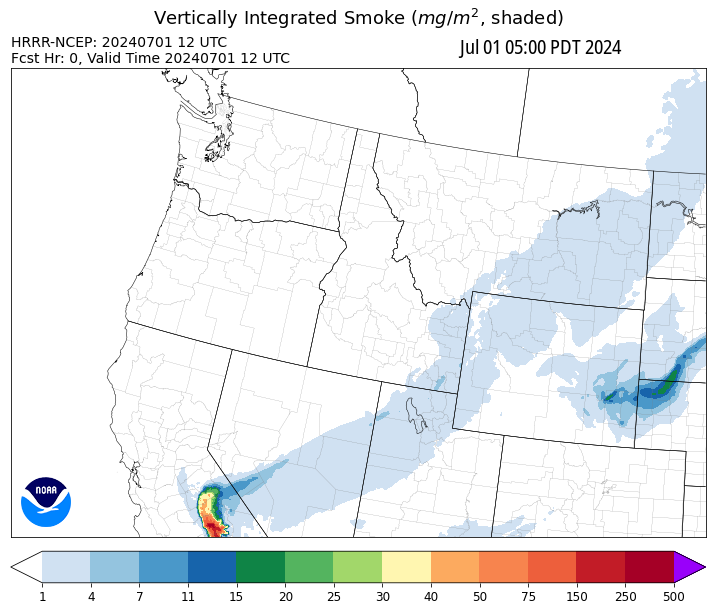 Vertically Integrated Smoke (mg/m², shaded)
HRRR-NCEP: 20240701 12 UTC
Jul 01 05:00 PDT 2024
Fcst Hr: 0, Valid Time 20240701 12 UTC
NOAA
1 4 7 11 15 20 25 30 40 50 75 150 250 500